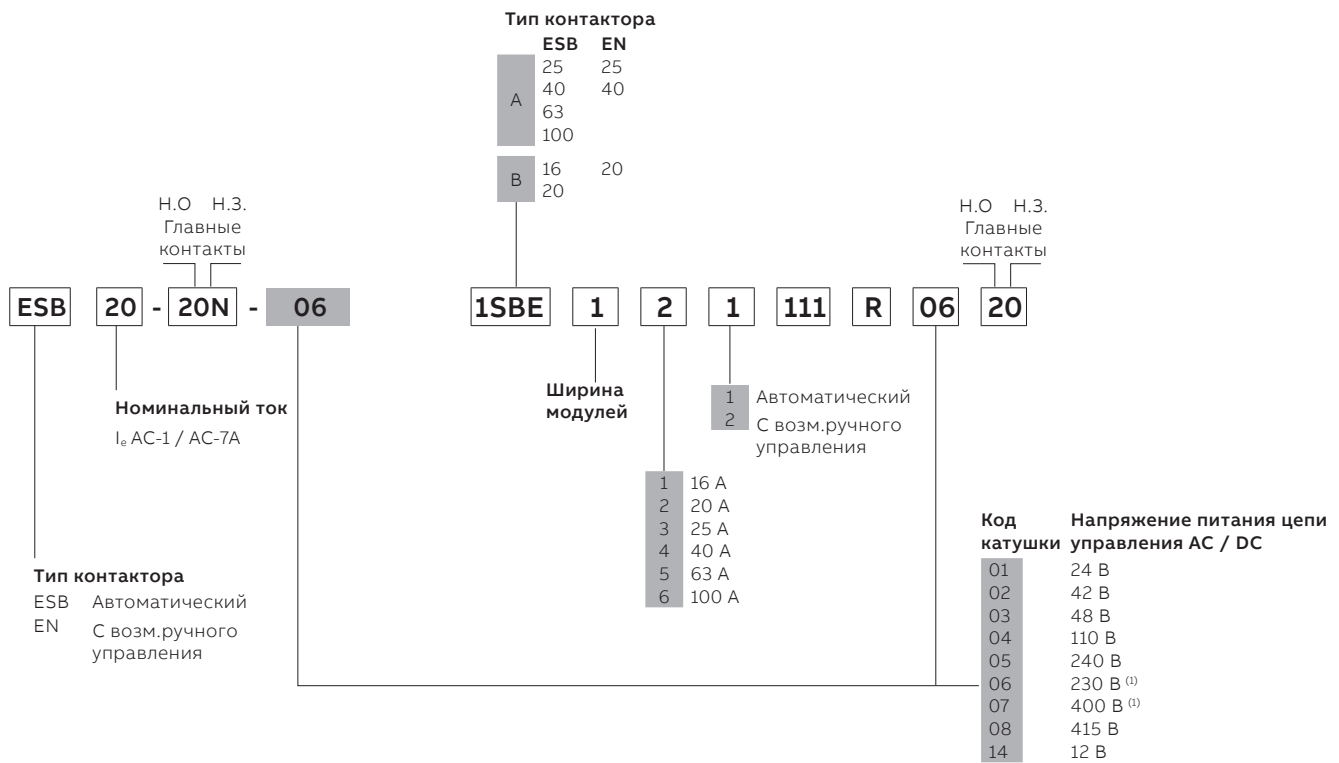 Тип контактора
ESB EN
A
25 25
40 40
63
100
B
16 20
20
Н.О Н.З.
Главные
контакты
Н.О Н.З.
Главные
контакты
ESB 20 - 20N - 06
1SBE 1 2 1 111 R 06 20
Номинальный ток
Iₑ AC-1 / AC-7A
Ширина
модулей
1 Автоматический
2 С возм.ручного
управления
1 16 A
2 20 A
3 25 A
4 40 A
5 63 A
6 100 A
Тип контактора
ESB Автоматический
EN С возм.ручного
управления
Код Напряжение питания цепи
катушки управления AC / DC
01 24 В
02 42 В
03 48 В
04 110 В
05 240 В
06 230 В (1)
07 400 В (1)
08 415 В
14 12 В